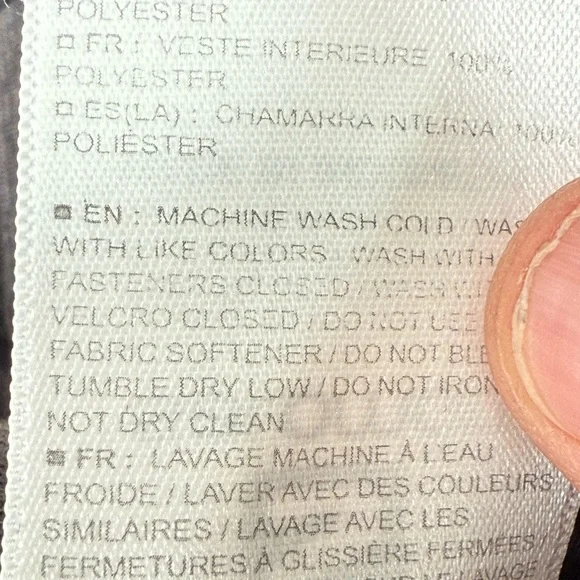 POLYESTER
FR : VESTE INTERIEURE 100%
POLYESTER
ES(LA) : CHAMARRA INTERNA 100%
POLIÉSTER
EN : MACHINE WASH COLD / WAS
WITH LIKE COLORS WASH WITH
FASTENERS CLOSED / WASH
VELCRO CLOSED / DO NOT USE
FABRIC SOFTENER / DO NOT BLE
TUMBLE DRY LOW / DO NOT IRON
NOT DRY CLEAN
FR : LAVAGE MACHINE À L'EAU
FROIDE / LAVER AVEC DES COULEURS
SIMILAIRES / LAVAGE AVEC LES
FERMETURES À GLISSIÈRE FERMÉES /